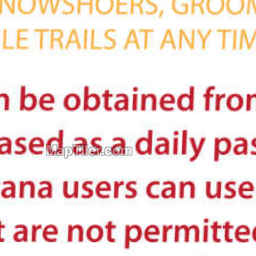 NOWSHOERS, GROOM
LE TRAILS AT ANY TIM
n be obtained from
ased as a daily pas
MapTiler.com
ana users can use
t are not permitted